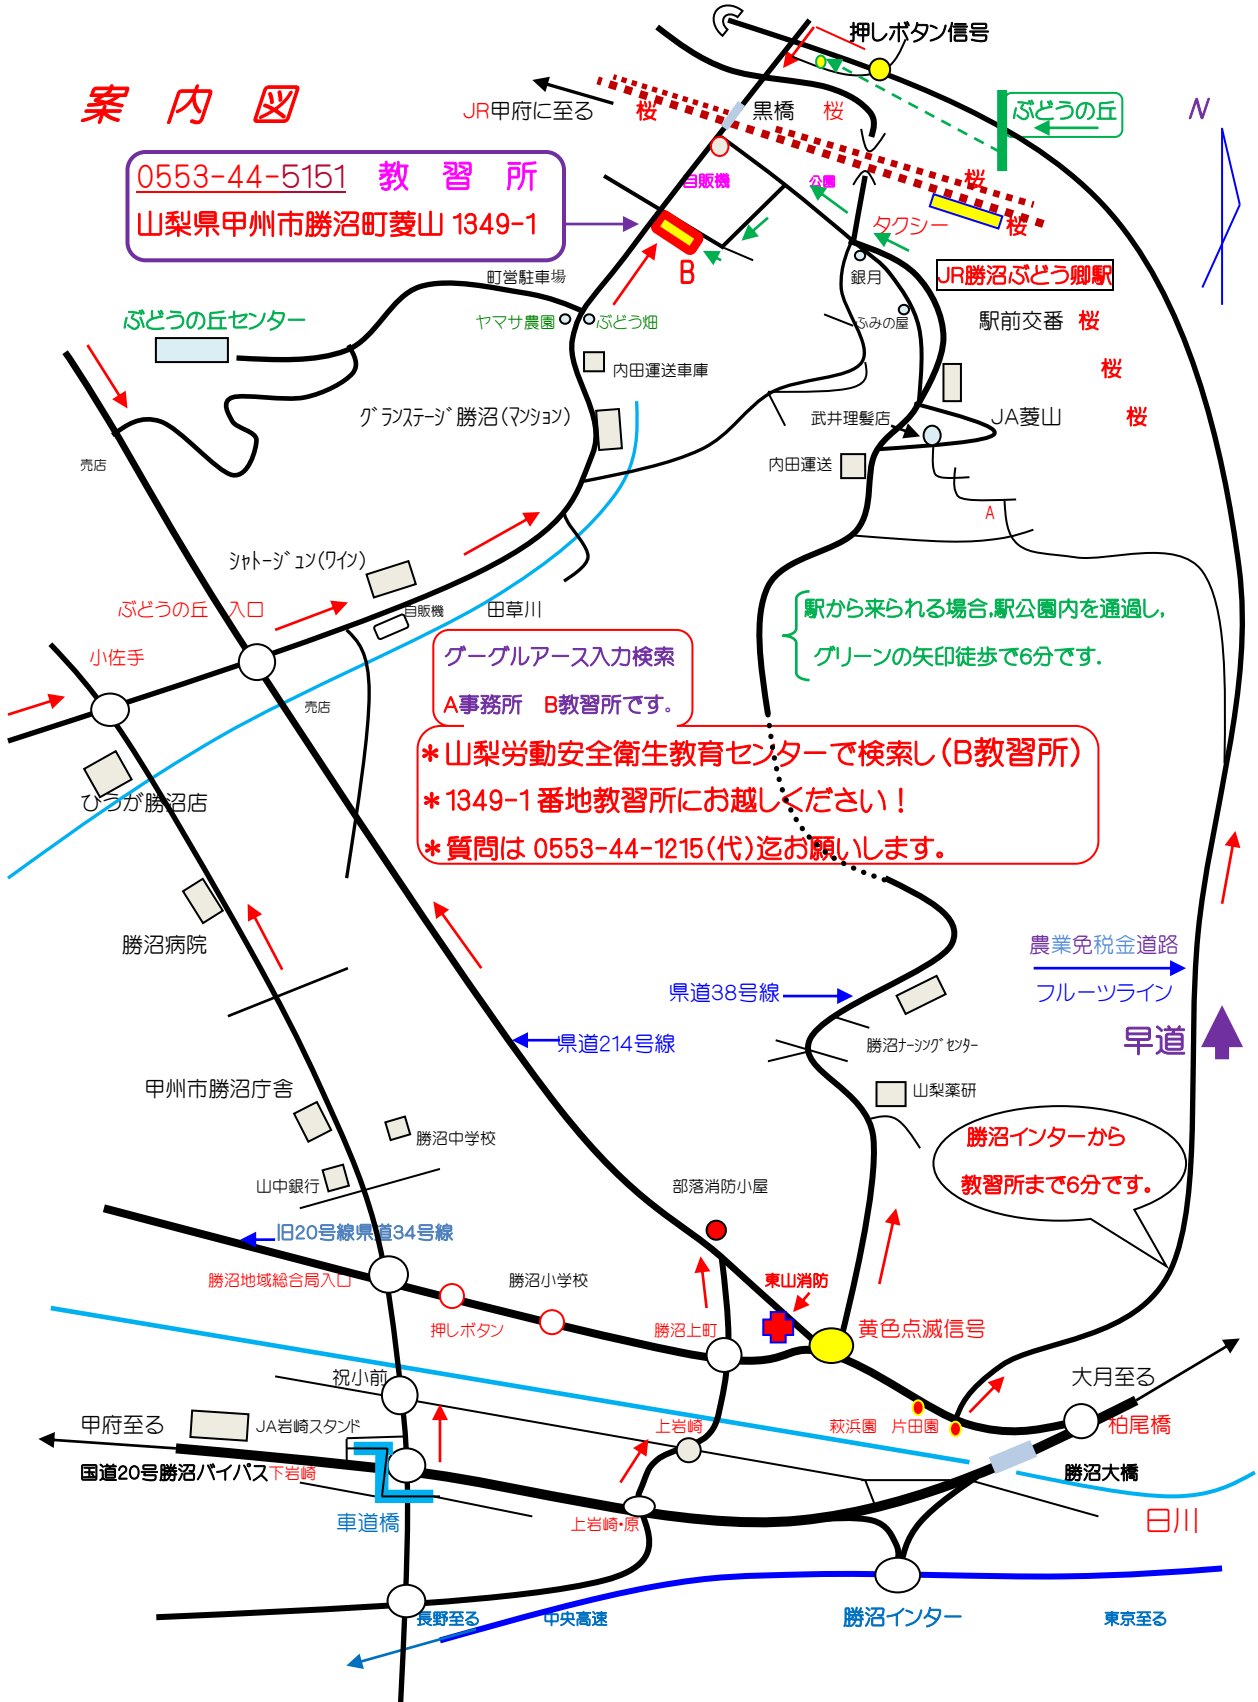 押しボタン信号
案内図
JR甲府に至る
桜
黒橋
桜
ぶどうの丘
N
0553-44-5151 教習所
山梨県甲州市勝沼町菱山1349-1
自販機
公園
桜
タクシー
桜
B
JR勝沼ぶどう郷駅
町営駐車場
銀月
ぶどうの丘センター
ヤマサ農園
ぶどう畑
ふみの屋
駅前交番
桜
内田運送車庫
桜
グランステージ勝沼(マンション)
武井理髪店
JA菱山
桜
売店
内田運送
A
シャトージュン(ワイン)
ぶどうの丘 入口
自販機
田草川
駅から来られる場合,駅公園内を通過し,
グリーンの矢印徒歩で6分です.
小佐手
グーグルアース入力検索
A事務所 B教習所です。
売店
*山梨労動安全衛生教育センターで検索し(B教習所)
*1349-1番地教習所にお越しください!
*質問は0553-44-1215(代)迄お願いします。
ひうが勝沼店
勝沼病院
農業免税金道路
フルーツライン
県道38号線
県道214号線
早道
勝沼ナーシングセンター
甲州市勝沼庁舎
山梨薬研
勝沼中学校
勝沼インターから
教習所まで6分です。
山中銀行
部落消防小屋
旧20号線県道34号線
勝沼地域総合局入口
勝沼小学校
東山消防
押しボタン
勝沼上町
黄色点滅信号
祝小前
大月至る
甲府至る
JA岩崎スタンド
上岩崎
萩浜園
片田園
柏尾橋
国道20号勝沼バイパス
下岩崎
勝沼大橋
車道橋
上岩崎・原
日川
長野至る
中央高速
勝沼インター
東京至る